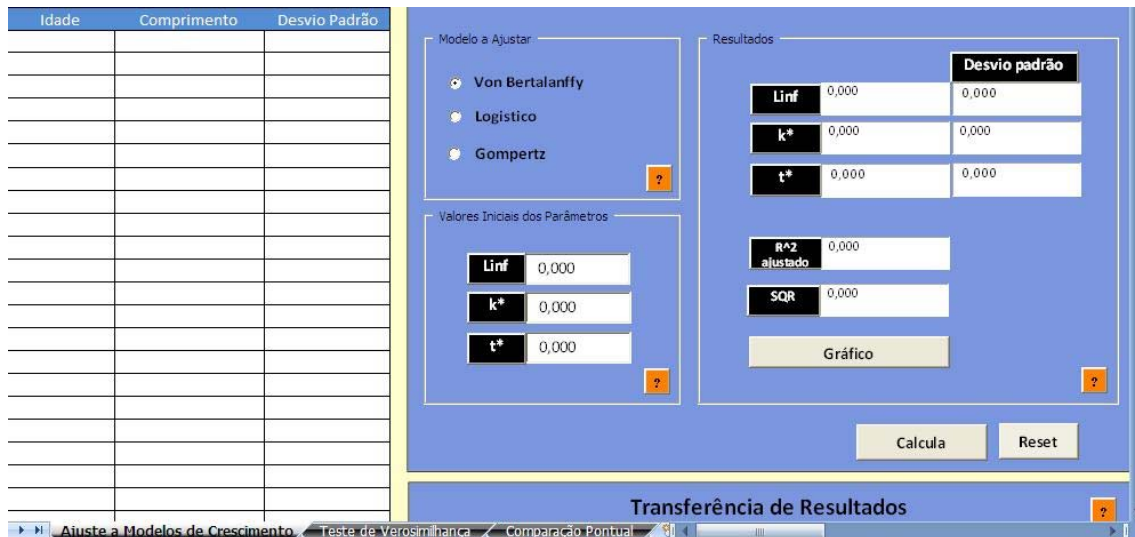 Idade Comprimento Desvio Padrão
Modelo a Ajustar
Von Bertalanffy
Logistico
Gompertz
?
Valores Iniciais dos Parâmetros
Linf 0,000
k* 0,000
t* 0,000
?
Resultados
Desvio padrão
Linf 0,000 0,000
k* 0,000 0,000
t* 0,000 0,000
R^2 ajustado 0,000
SQR 0,000
Gráfico
?
Calcula Reset
Transferência de Resultados ?
Ajuste a Modelos de Crescimento Teste de Verosimilhança Comparação Pontual